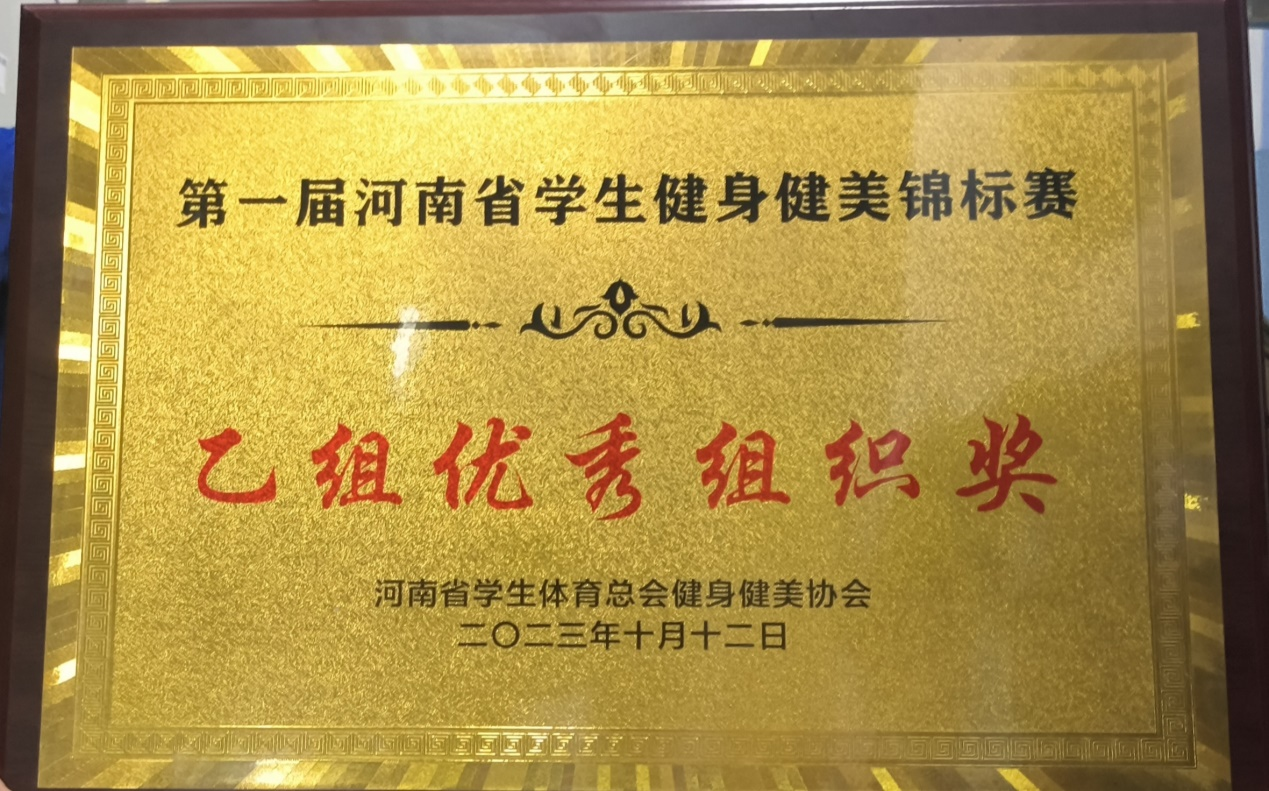 第一届河南省学生健身健美锦标赛
乙组优秀组织奖
河南省学生体育总会健身健美协会
二〇二三年十月十二日